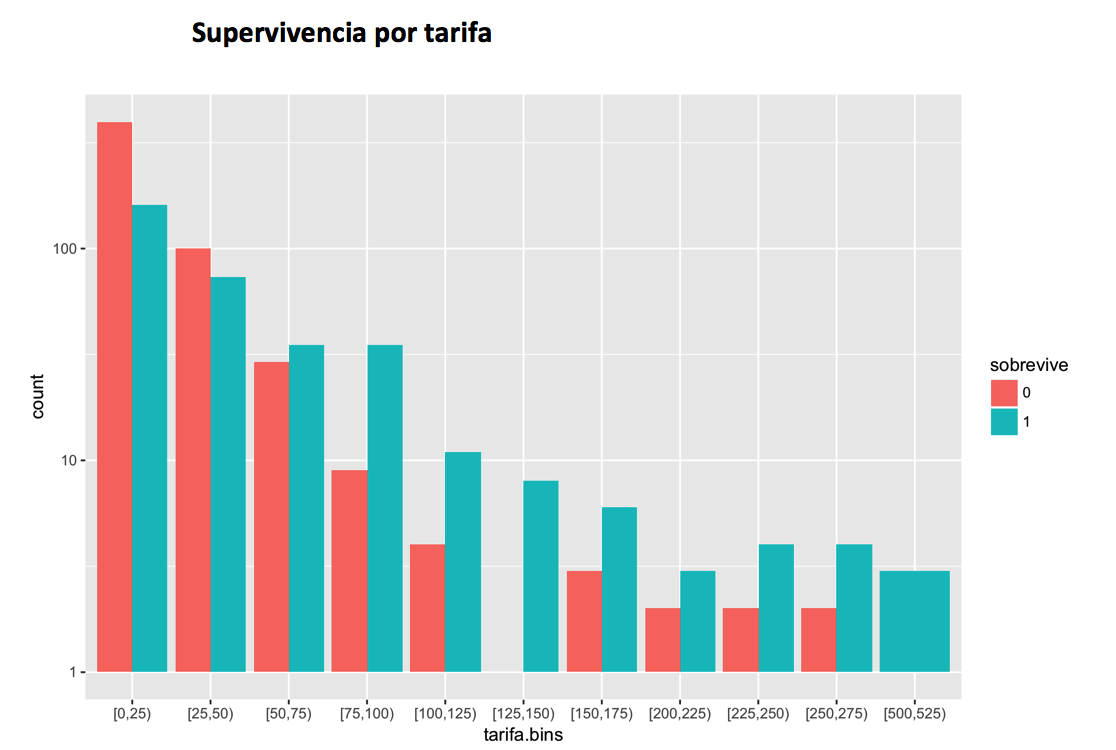 Supervivencia por tarifa
count
100
10
1
[0,25) [25,50) [50,75) [75,100) [100,125) [125,150) [150,175) [200,225) [225,250) [250,275) [500,525)
tarifa.bins
sobrevive
0
1